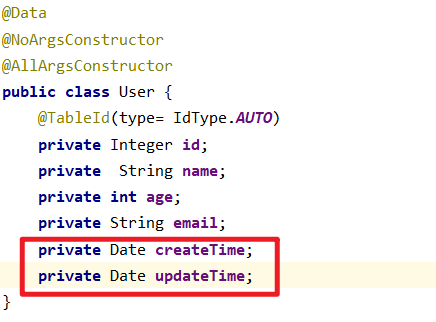 @Data
@NoArgsConstructor
@AllArgsConstructor
public class User {
    @TableId(type= IdType.AUTO)
    private Integer id;
    private  String name;
    private int age;
    private String email;
    private Date createTime;
    private Date updateTime;
}